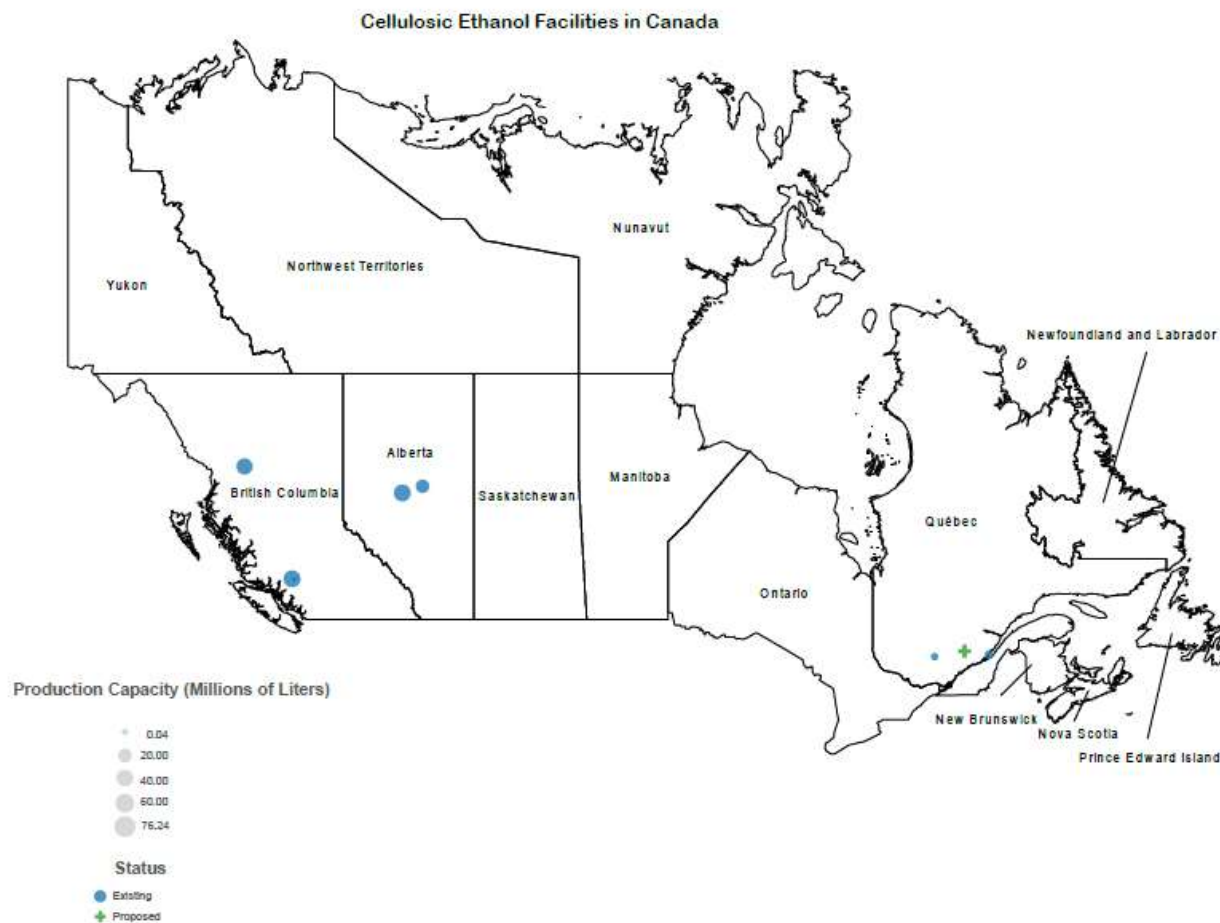 Cellulosic Ethanol Facilities in Canada
Nunavut
Northwest Territories
Yukon
Newfoundland and Labrador
Alberta
British Columbia
Saskatchewan
Manitoba
Québec
Ontario
New Brunswick
Nova Scotia
Prince Edward Island
Production Capacity (Millions of Liters)
0.04
20.00
40.00
60.00
76.24
Status
Existing
Proposed